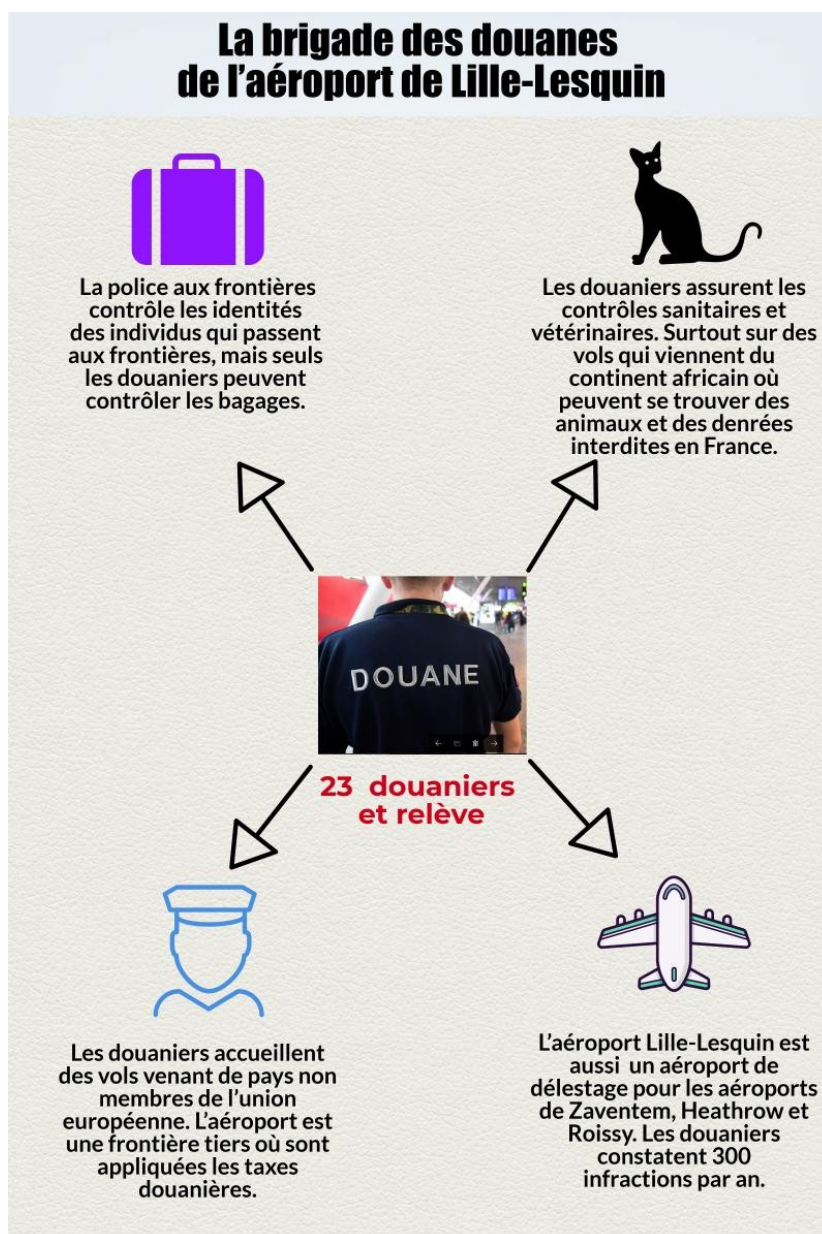 La brigade des douanes
de l'aéroport de Lille-Lesquin
La police aux frontières
contrôle les identités
des individus qui passent
aux frontières, mais seuls
les douaniers peuvent
contrôler les bagages.
Les douaniers assurent les
contrôles sanitaires et
vétérinaires. Surtout sur des
vols qui viennent du
continent africain où
peuvent se trouver des
animaux et des denrées
interdites en France.
DOUANE
23 douaniers
et relève
Les douaniers accueillent
des vols venant de pays non
membres de l'union
européenne. L'aéroport est
une frontière tiers où sont
appliquées les taxes
douanières.
L'aéroport Lille-Lesquin est
aussi un aéroport de
délestage pour les aéroports
de Zaventem, Heathrow et
Roissy. Les douaniers
constatent 300
infractions par an.